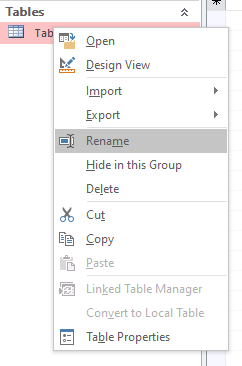 Tables
Tab
Open
Design View
Import
Export
Rename
Hide in this Group
Delete
Cut
Copy
Paste
Linked Table Manager
Convert to Local Table
Table Properties